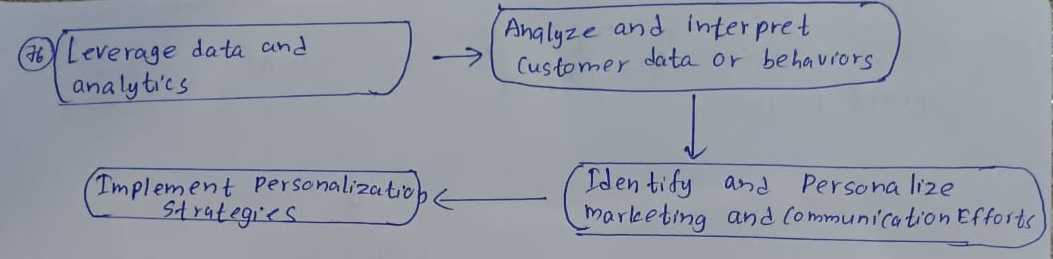 76 Leverage data and
analytics
Analyze and interpret
Customer data or behaviors
Identify and Personalize
marketing and Communication Efforts
Implement Personalization
Strategies